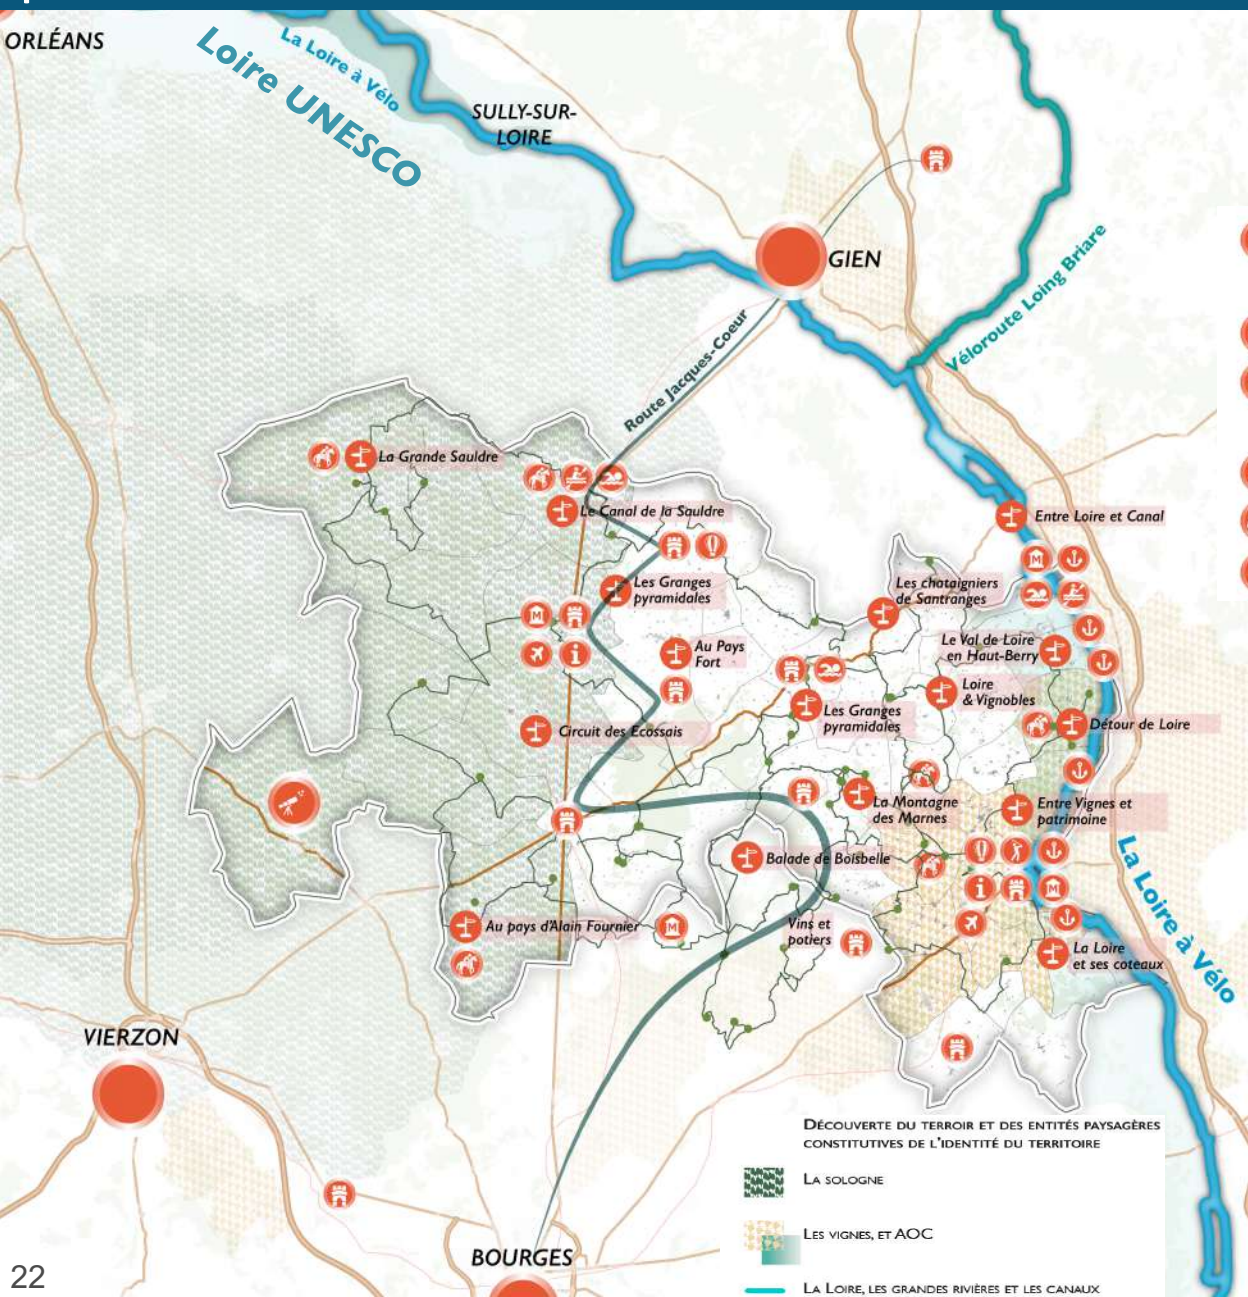 ORLÉANS
Loire UNESCO
La Loire à Vélo
SULLY-SUR-
LOIRE
GIEN
Véloroute Loing Briare
Route Jacques-Coeur
La Grande Sauldre
Le Canal de la Sauldre
Entre Loire et Canal
Les Granges
pyramidales
Les chataigniers
de Santranges
Au Pays
Fort
Le Val de Loire
en Haut-Berry
Loire
& Vignobles
Les Granges
pyramidales
Détour de Loire
Circuit des Ecossais
La Montagne
des Marnes
Entre Vignes et
patrimoine
Balade de Boisbelle
La Loire à Vélo
Au pays d'Alain Fournier
Vins et
potiers
La Loire
et ses coteaux
VIERZON
BOURGES
DÉCOUVERTE DU TERROIR ET DES ENTITÉS PAYSAGÈRES
CONSTITUTIVES DE L'IDENTITÉ DU TERRITOIRE
LA SOLOGNE
LES VIGNES, ET AOC
LA LOIRE, LES GRANDES RIVIÈRES ET LES CANAUX
22